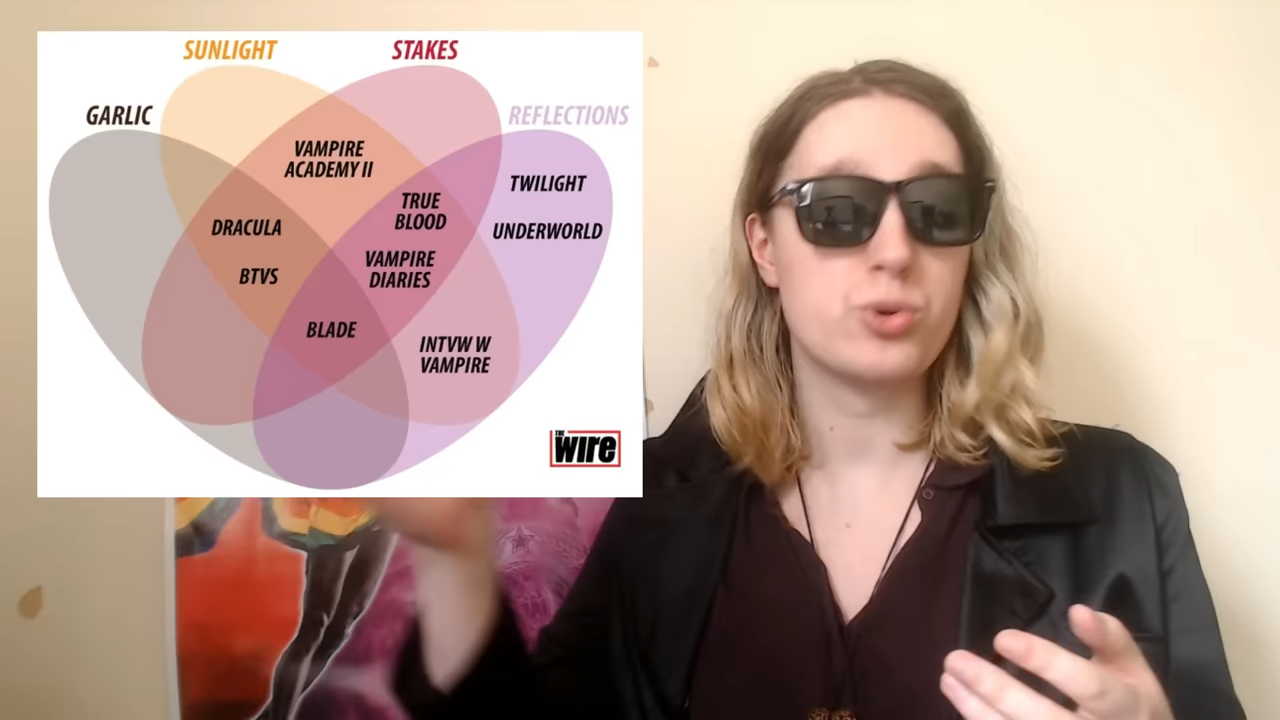 SUNLIGHT
STAKES
GARLIC
REFLECTIONS
VAMPIRE
ACADEMY II
TWILIGHT
TRUE
BLOOD
DRACULA
UNDERWORLD
VAMPIRE
DIARIES
BTVS
BLADE
INTVW W
VAMPIRE
THE
WIRE